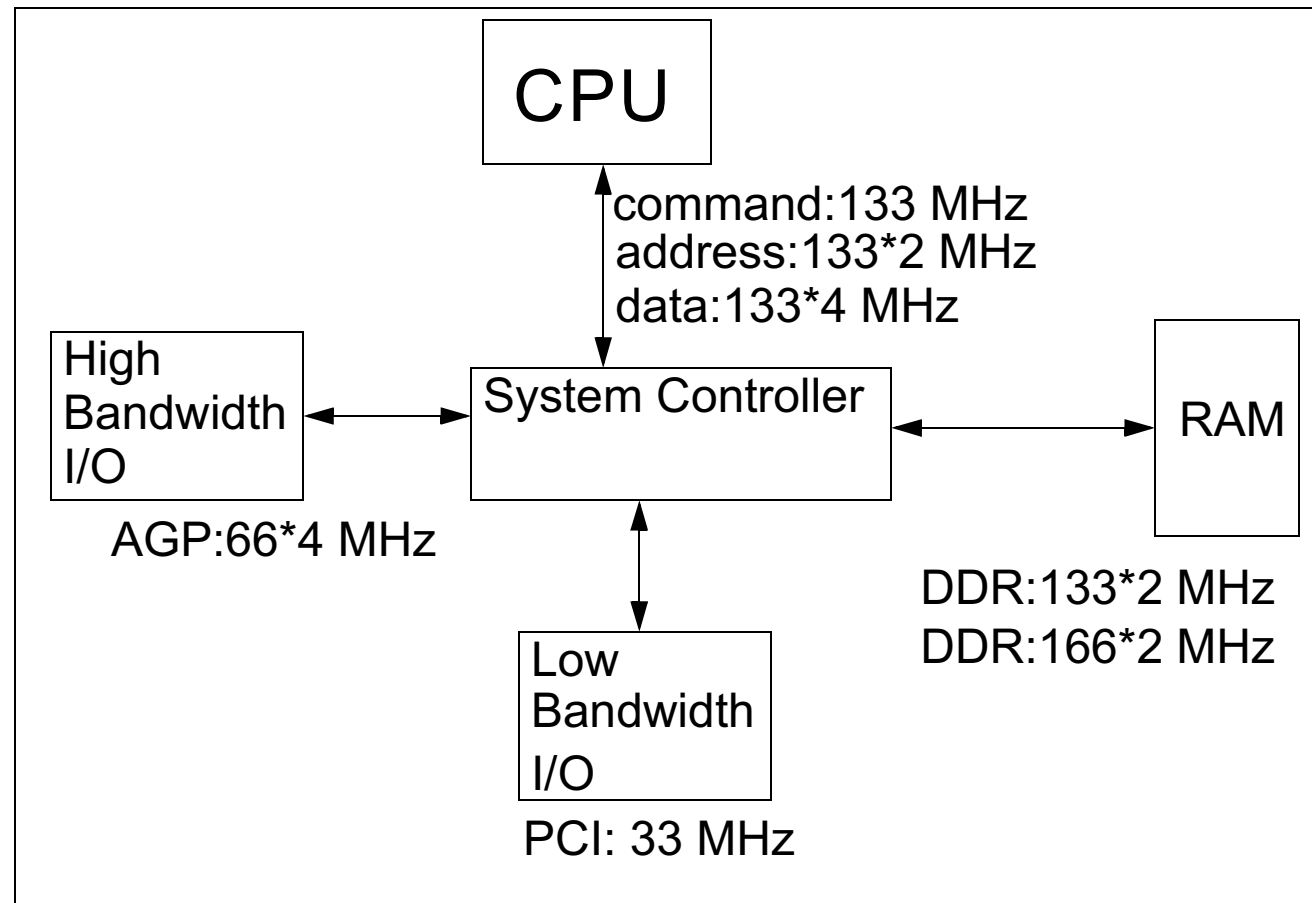 CPU
command:133 MHz
address:133*2 MHz
data:133*4 MHz
High
Bandwidth
I/O
System Controller
RAM
AGP:66*4 MHz
DDR:133*2 MHz
DDR:166*2 MHz
Low
Bandwidth
I/O
PCI: 33 MHz